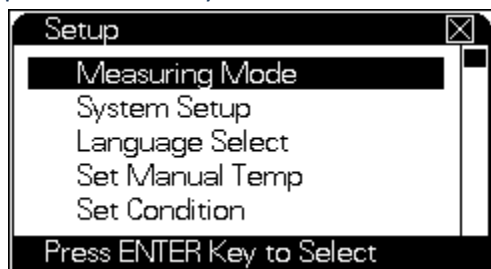 Setup
Measuring Mode
System Setup
Language Select
Set Manual Temp
Set Condition
Press ENTER Key to Select